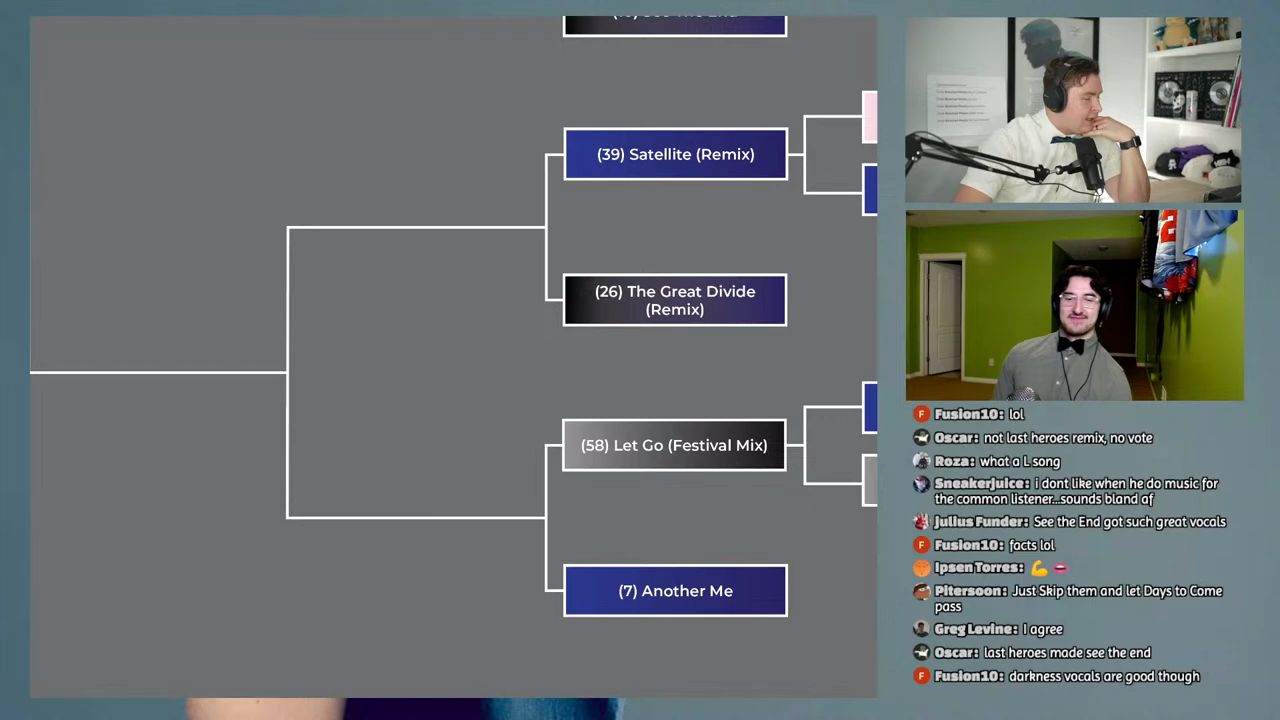 (39) Satellite (Remix)
(26) The Great Divide
(Remix)
(58) Let Go (Festival Mix)
(7) Another Me
Fusion10: lol
Oscar: not last heroes remix, no vote
Roza: what a L song
Sneakerjuice: i dont like when he do music for
the common listener...sounds bland af
Julius Funder: See the End got such great vocals
Fusion10: facts lol
Ipsen Torres: 💪 👄
Pitersoon: Just Skip them and let Days to Come
pass
Greg Levine: I agree
Oscar: last heroes made see the end
Fusion10: darkness vocals are good though